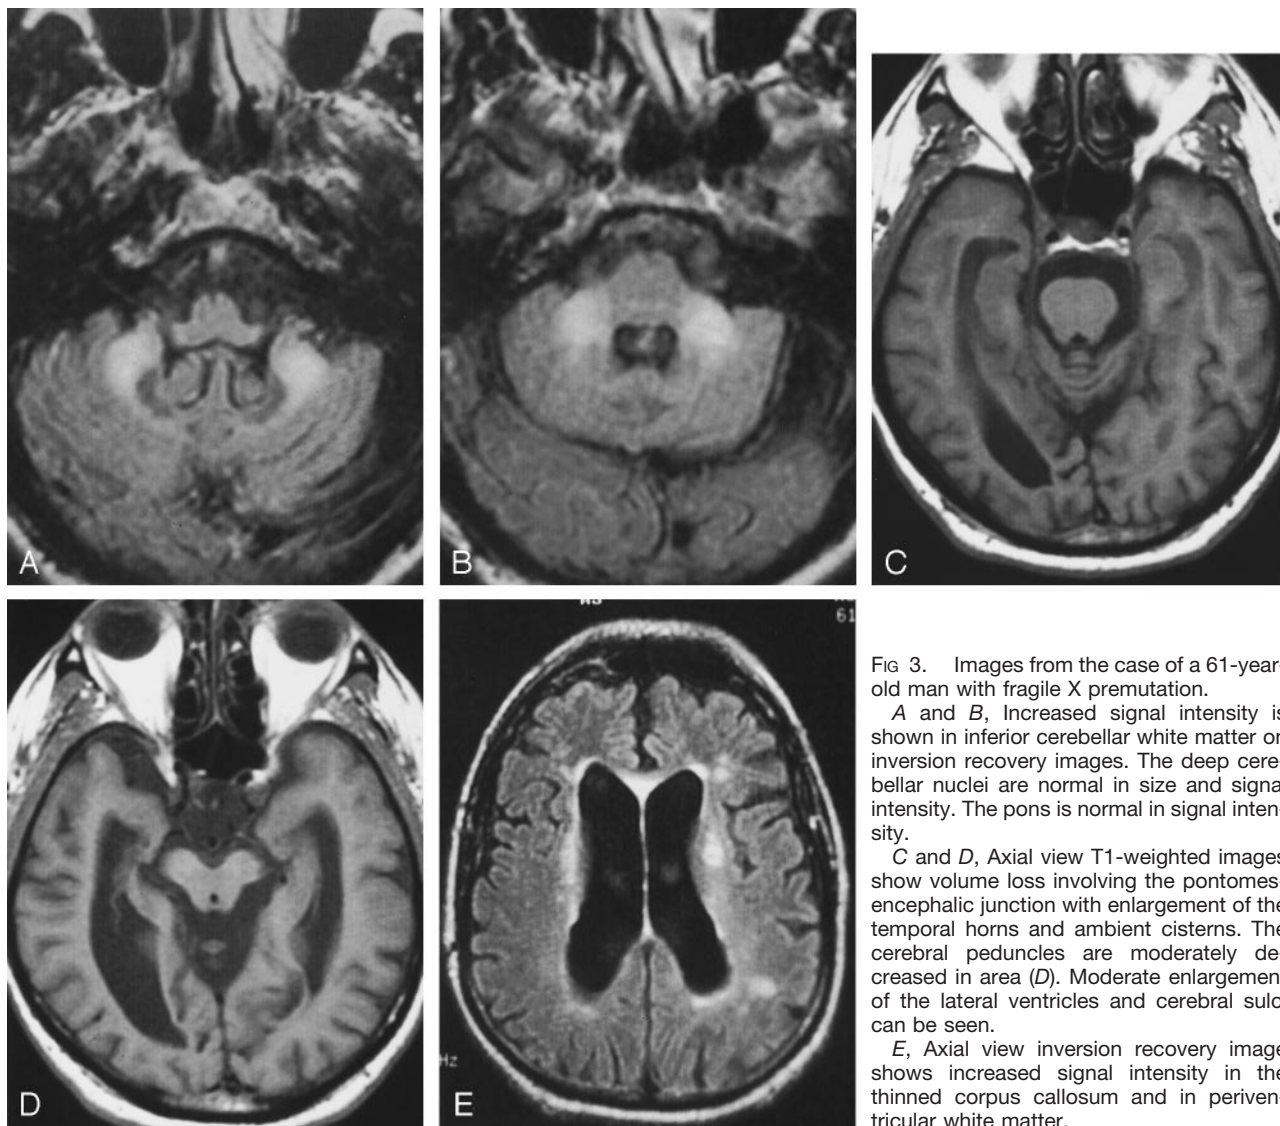 A
B
C
D
E
61
Hz
FIG 3. Images from the case of a 61-year-
old man with fragile X premutation.
A and B, Increased signal intensity is
shown in inferior cerebellar white matter on
inversion recovery images. The deep cere-
bellar nuclei are normal in size and signal
intensity. The pons is normal in signal inten-
sity.
C and D, Axial view T1-weighted images
show volume loss involving the pontomes-
encephalic junction with enlargement of the
temporal horns and ambient cisterns. The
cerebral peduncles are moderately de-
creased in area (D). Moderate enlargement
of the lateral ventricles and cerebral sulci
can be seen.
E, Axial view inversion recovery image
shows increased signal intensity in the
thinned corpus callosum and in periven-
tricular white matter.